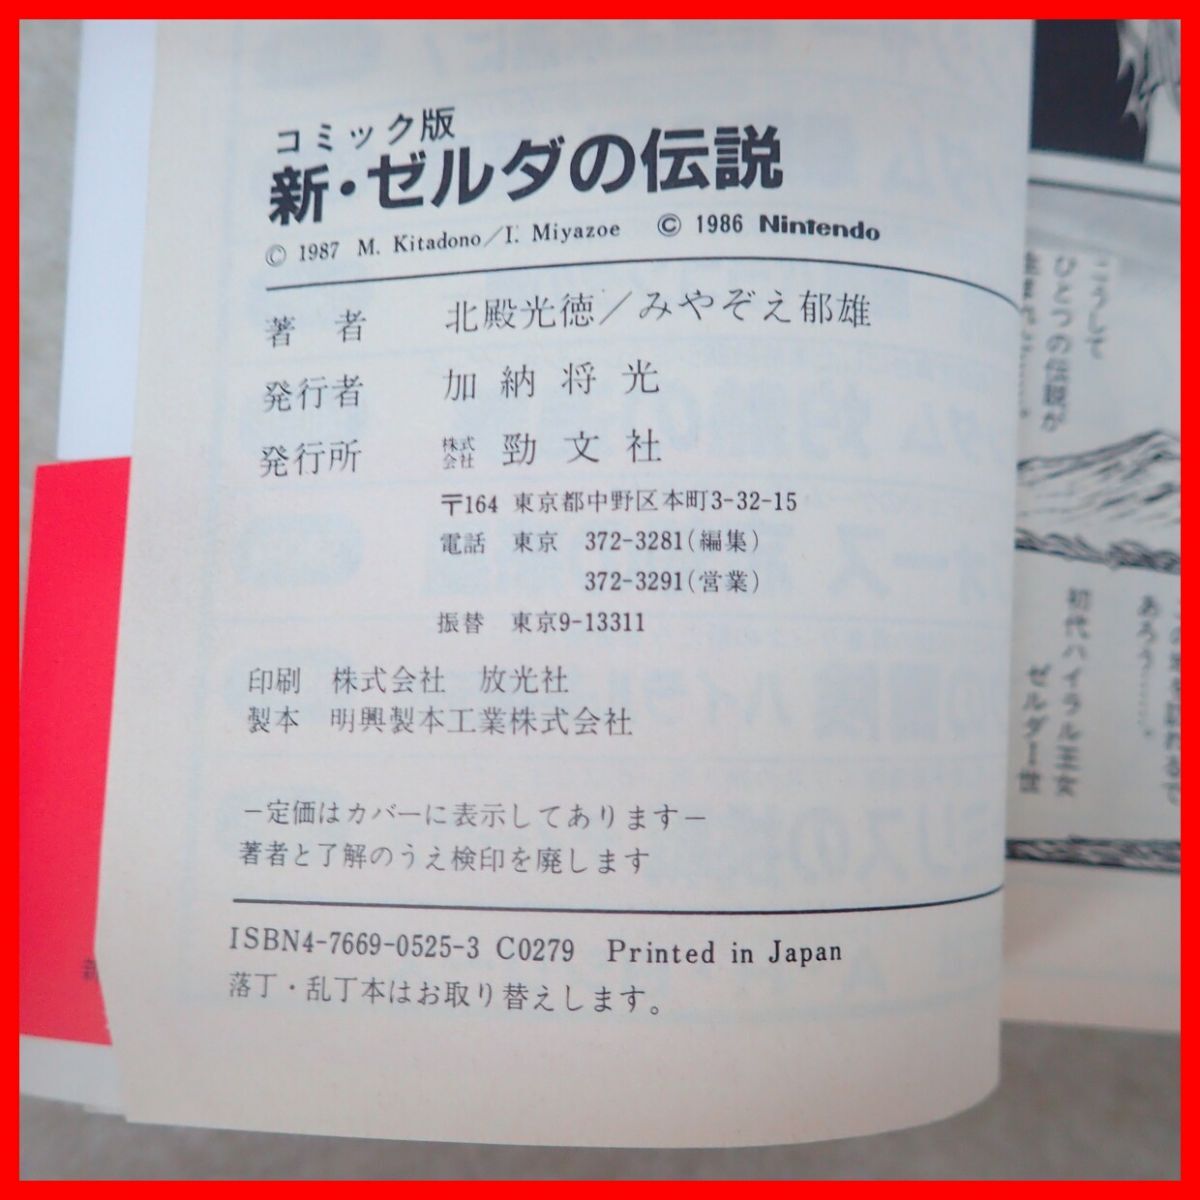 コミック版
新・ゼルダの伝説
© 1987 M. Kitadono/I. Miyazoe © 1986 Nintendo
著 者 北殿光徳/みやぞえ郁雄
発行者 加納将光
発行所 株式会社 勁文社
〒164 東京都中野区本町3-32-15
電話 東京 372-3281(編集)
372-3291(営業)
振替 東京9-13311
印刷 株式会社 放光社
製本 明興製本工業株式会社
−定価はカバーに表示してあります−
著者と了解のうえ検印を廃します
ISBN4-7669-0525-3 C0279 Printed in Japan
落丁・乱丁本はお取り替えします。
こうして
ひとつの伝説が
生まれた……。
あろう……。
初代ハイラル王女
ゼルダ一世